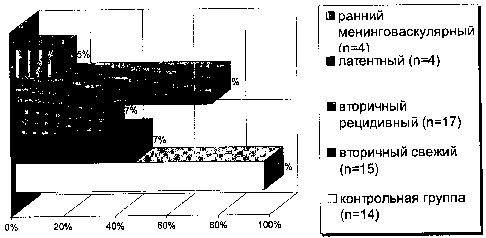 ранний
менинговаскулярный
(n=4)
латентный (n=4)
вторичный
рецидивный (n=17)
вторичный свежий
(n=15)
контрольная группа
(n=14)
5%
%
7%
7%
%
0% 20% 40% 60% 80% 100%